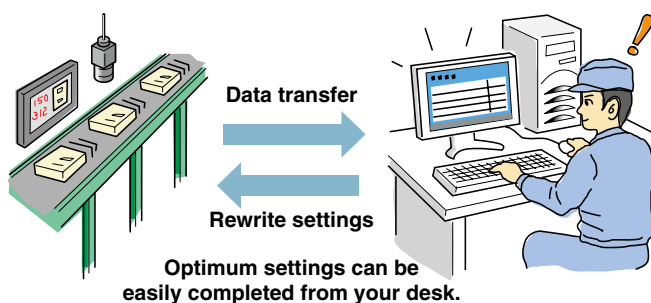 150
312
Data transfer
Rewrite settings
Optimum settings can be
easily completed from your desk.